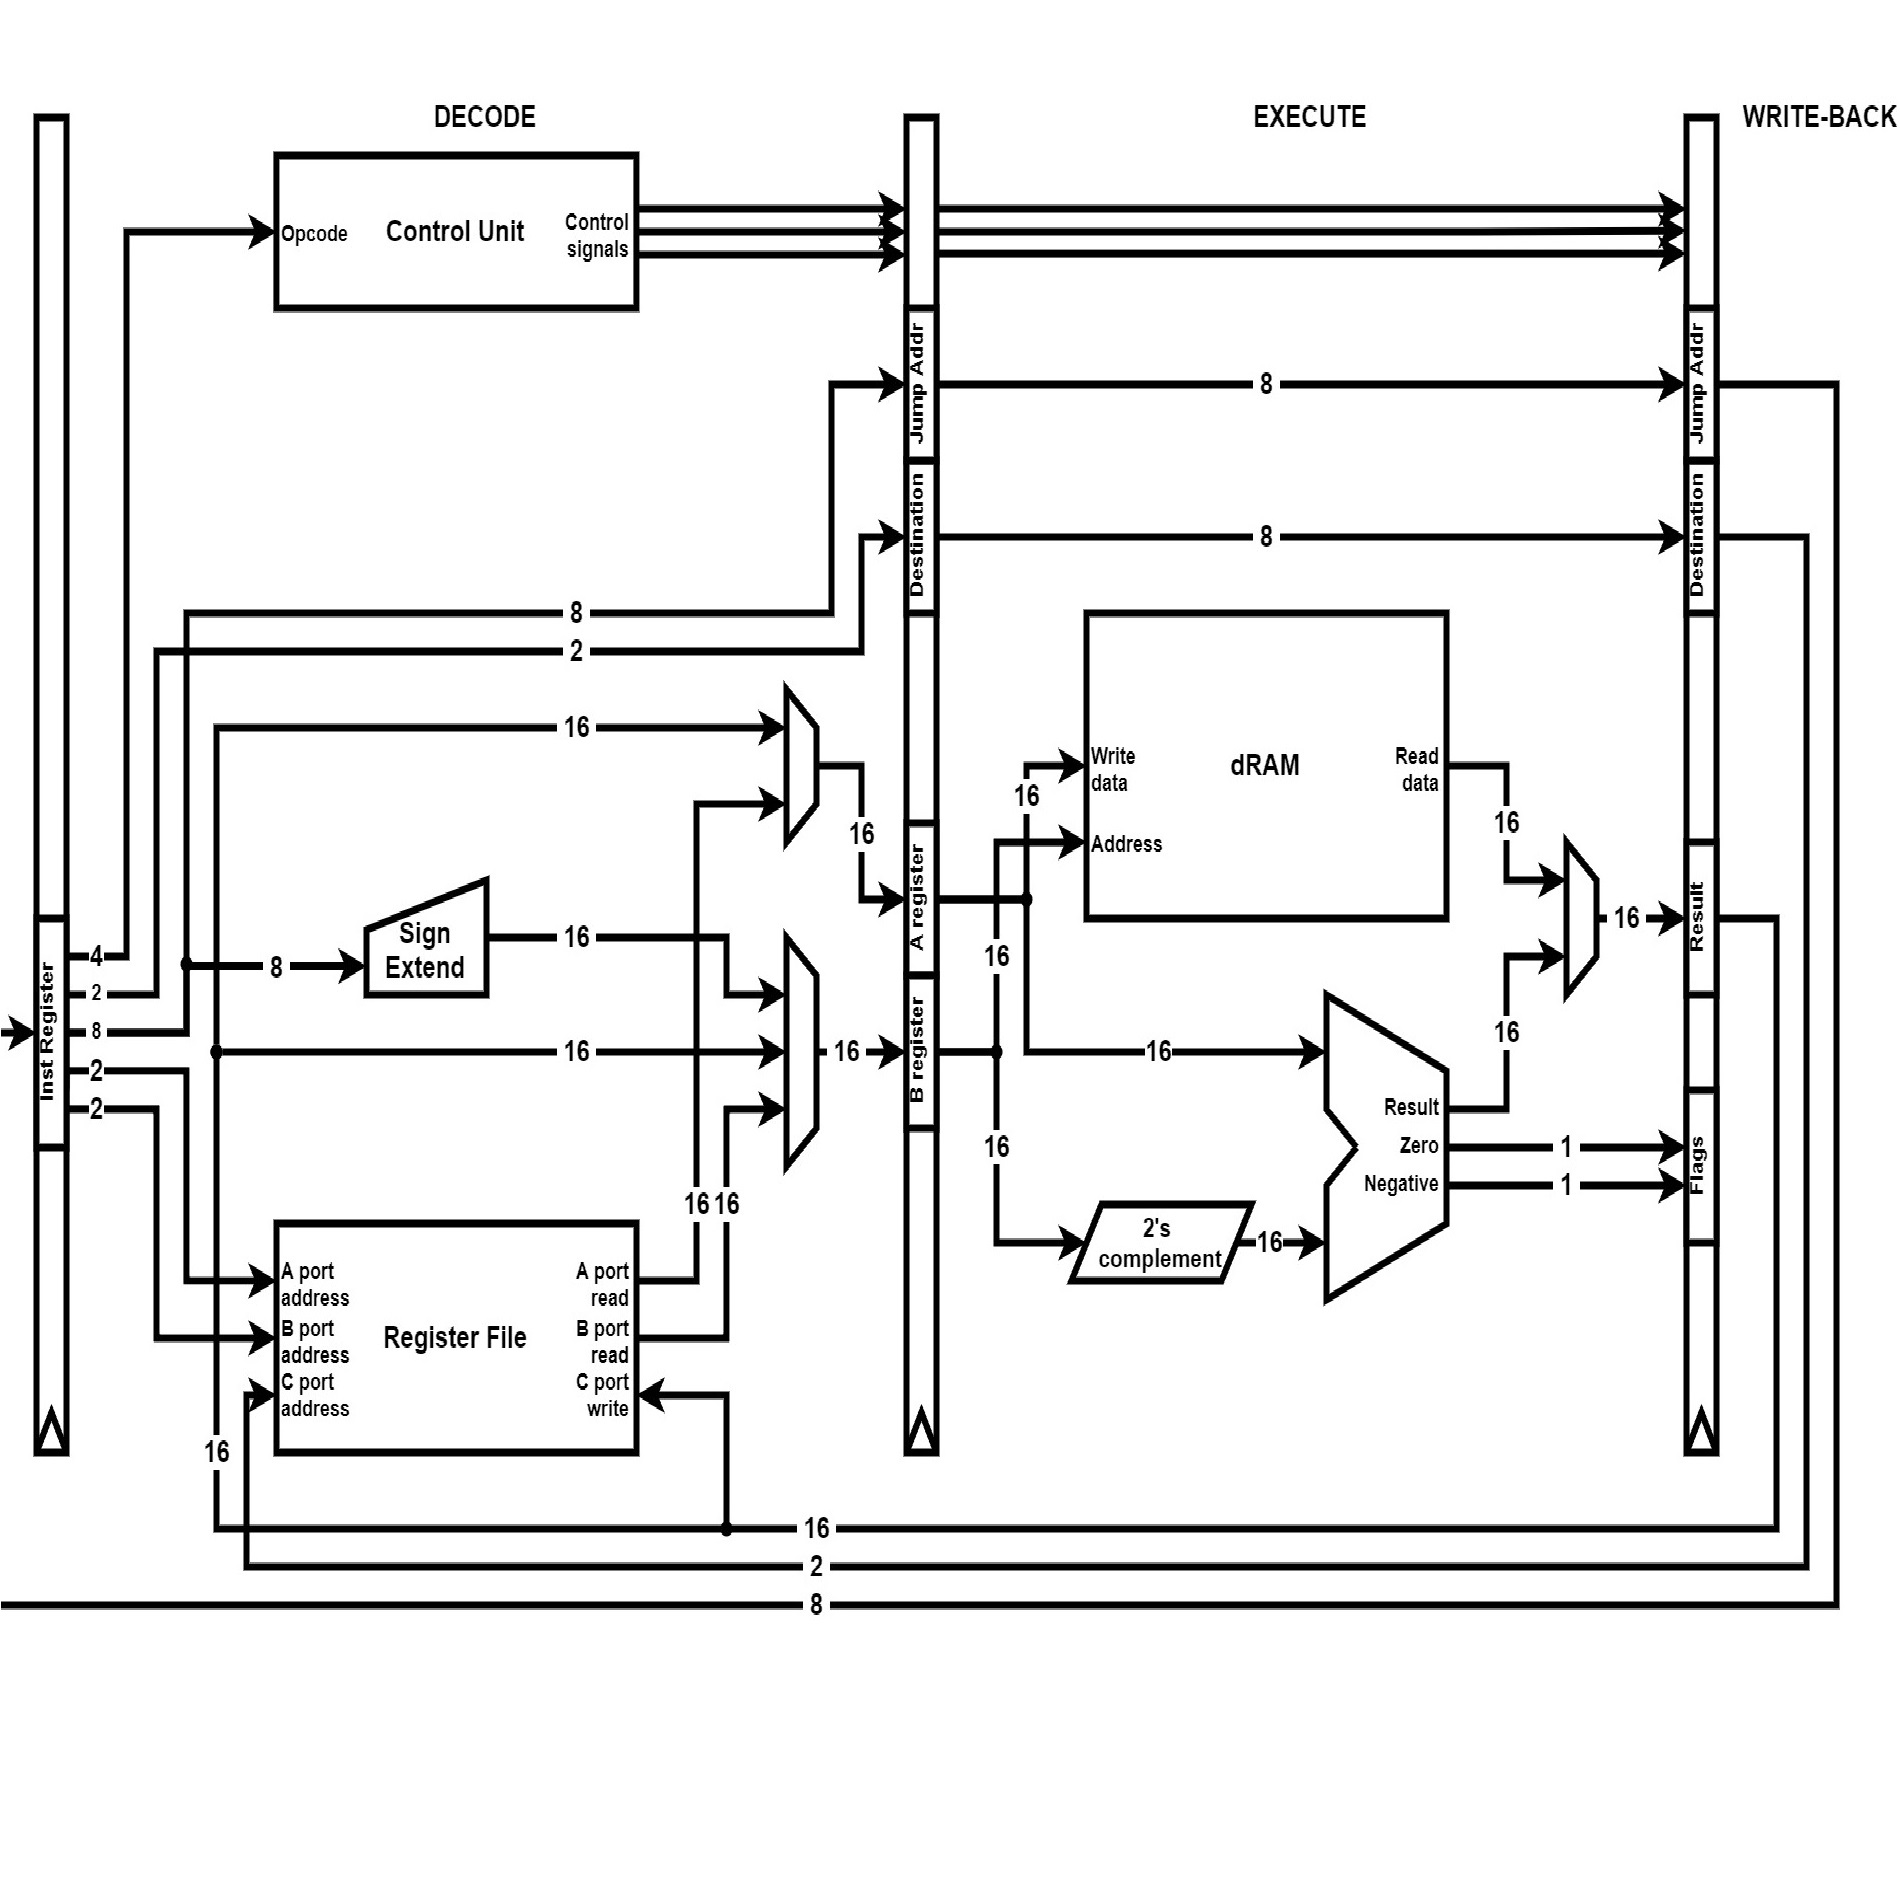 DECODE
EXECUTE
WRITE-BACK
Opcode
Control Unit
Control
signals
Jump Addr
8
Jump Addr
Destination
8
Destination
8
2
16
16
Write
data
dRAM
Read
data
16
Address
16
A register
16
Result
16
Sign
Extend
16
8
4
2
8
2
2
Inst Register
16
16
B register
16
16
16
16
Result
Zero
1
Negative
1
Flags
16
16
2's
complement
16
A port
address
B port
address
C port
address
Register File
A port
read
B port
read
C port
write
16
16
2
8